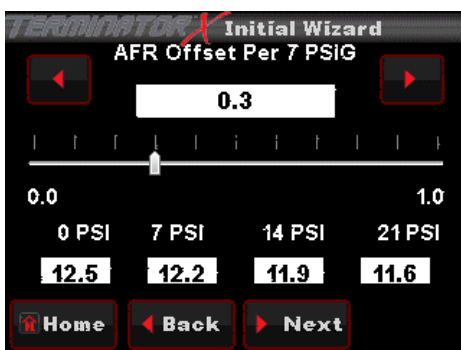 TERMINATOR X Initial Wizard
AFR Offset Per 7 PSIG
0.3
0.0 1.0
0 PSI 7 PSI 14 PSI 21 PSI
12.5 12.2 11.9 11.6
Home Back Next